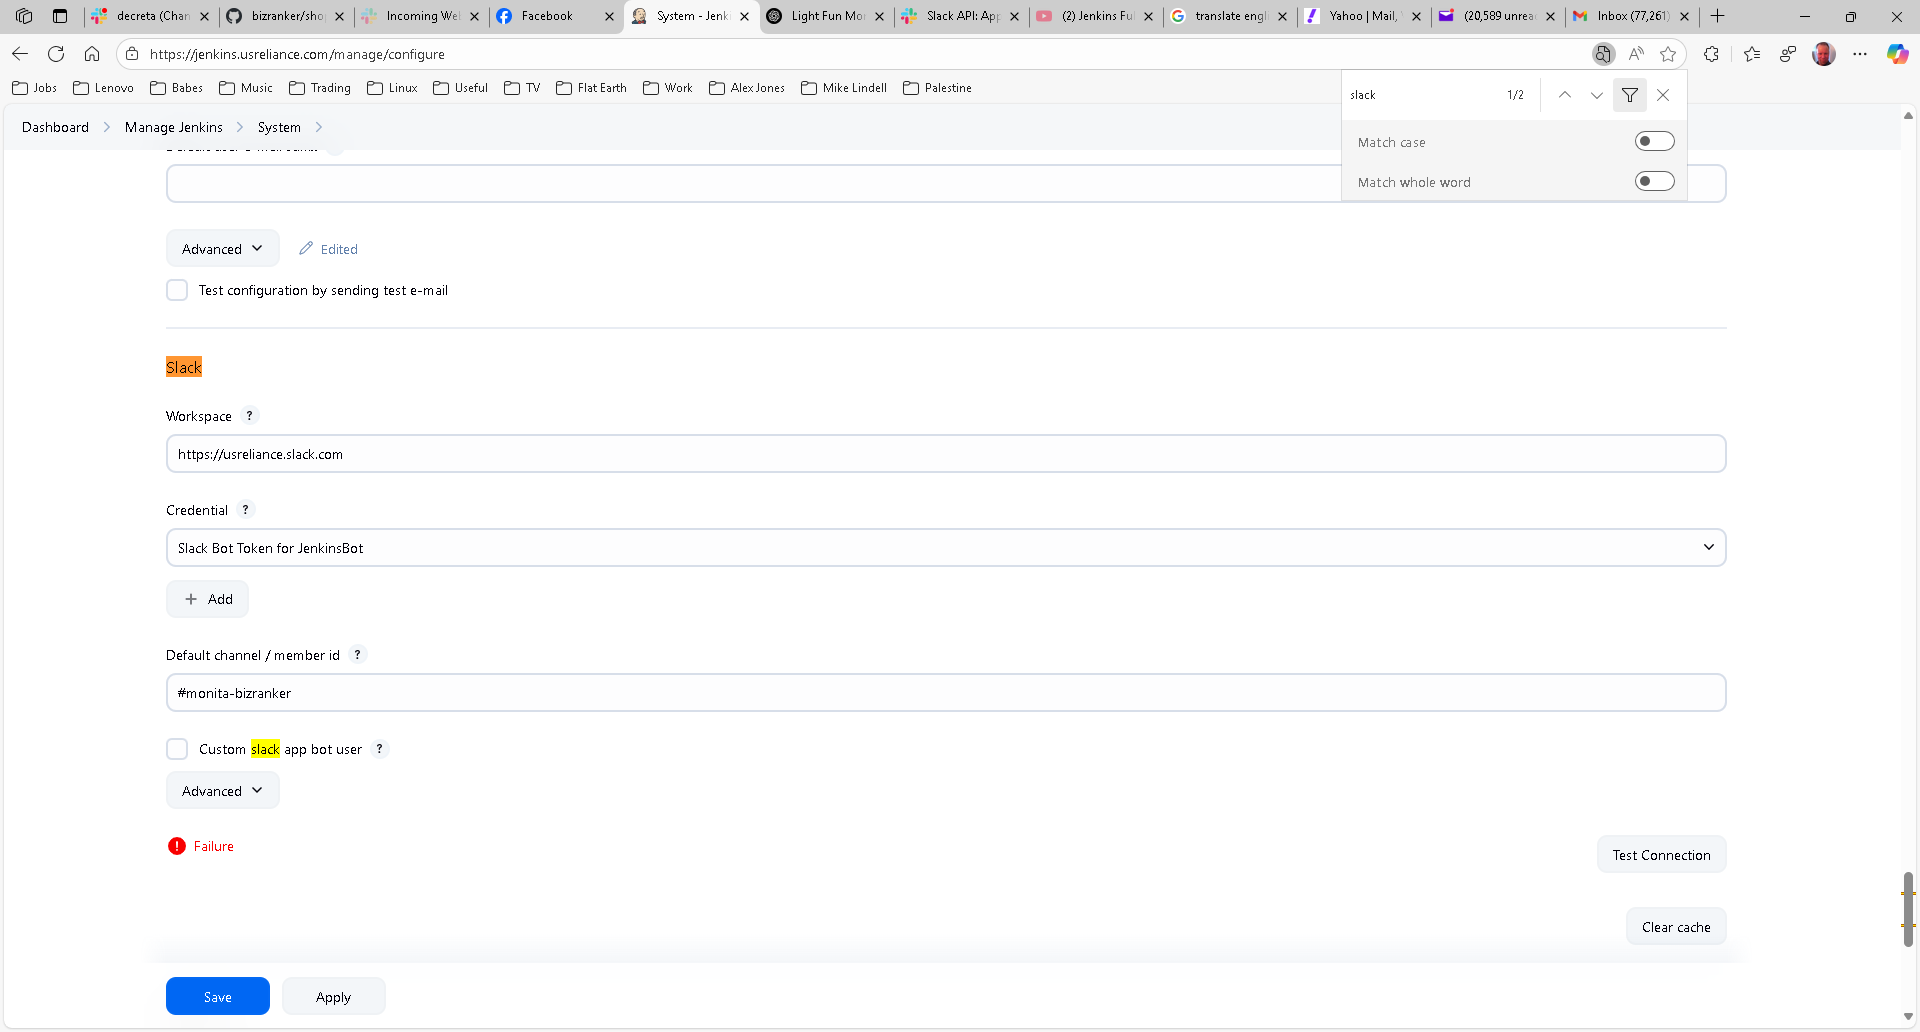 decreta (Chan
bizranker/sho
Incoming We
Facebook
System - Jenki
Light Fun Mo
Slack API: App
(2) Jenkins Fu
translate engl
Yahoo | Mail,
(20,589 unrea
Inbox (77,261)
https://jenkins.usreliance.com/manage/configure
Jobs
Lenovo
Babes
Music
Trading
Linux
Useful
TV
Flat Earth
Work
Alex Jones
Mike Lindell
Palestine
slack
1/2
Match case
Match whole word
Dashboard
Manage Jenkins
System
Advanced
Edited
Test configuration by sending test e-mail
Slack
Workspace ?
https://usreliance.slack.com
Credential ?
Slack Bot Token for JenkinsBot
+ Add
Default channel / member id ?
#monita-bizranker
Custom slack app bot user ?
Advanced
! Failure
Test Connection
Clear cache
Save
Apply